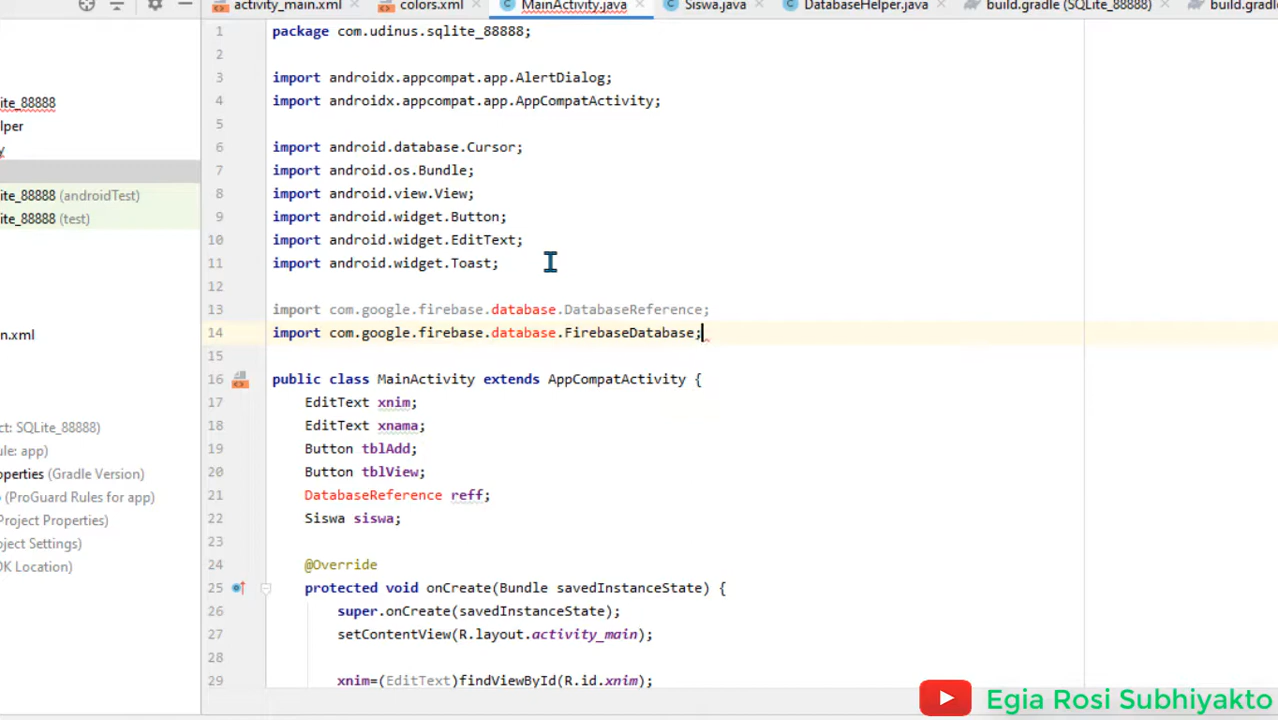 activity_main.xml colors.xml MainActivity.java Siswa.java DatabaseHelper.java build.gradle (SQLite_88888) build.gradle
ite_88888
lper
y
ite_88888 (androidTest)
ite_88888 (test)
n.xml
ct: SQLite_88888)
ule: app)
operties (Gradle Version)
(ProGuard Rules for app)
Project Properties)
oject Settings)
DK Location)
1 package com.udinus.sqlite_88888;
2
3 import androidx.appcompat.app.AlertDialog;
4 import androidx.appcompat.app.AppCompatActivity;
5
6 import android.database.Cursor;
7 import android.os.Bundle;
8 import android.view.View;
9 import android.widget.Button;
10 import android.widget.EditText;
11 import android.widget.Toast;
12
13 import com.google.firebase.database.DatabaseReference;
14 import com.google.firebase.database.FirebaseDatabase;
15
16 public class MainActivity extends AppCompatActivity {
17 EditText xnim;
18 EditText xnama;
19 Button tblAdd;
20 Button tblView;
21 DatabaseReference reff;
22 Siswa siswa;
23
24 @Override
25 protected void onCreate(Bundle savedInstanceState) {
26 super.onCreate(savedInstanceState);
27 setContentView(R.layout.activity_main);
28
29 xnim=(EditText)findViewById(R.id.xnim);
Egia Rosi Subhiyakto